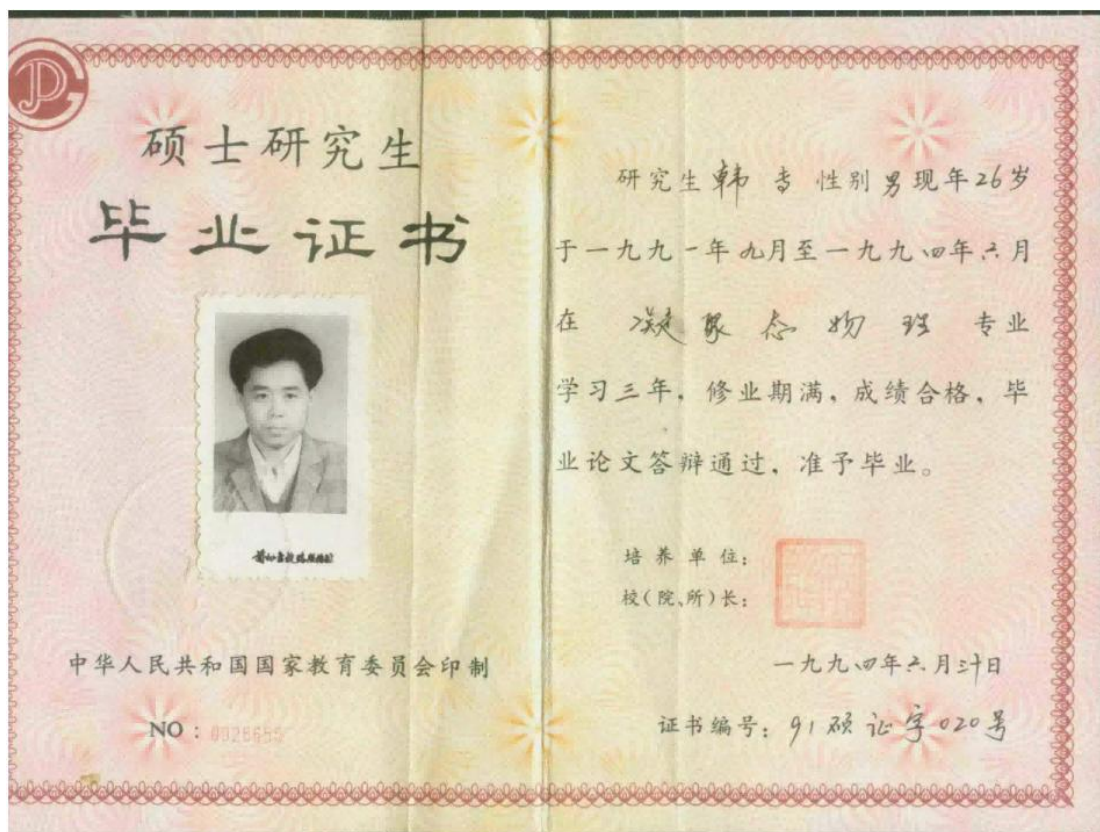 硕士研究生
毕业证书
中华人民共和国国家教育委员会印制
NO：0028655
研究生韩 性别男现年26岁
于一九九一年九月至一九九四年六月
在 凝聚态物理 专业
学习三年，修业期满，成绩合格，毕
业论文答辩通过，准予毕业。
培养单位：
校（院、所）长：
一九九四年六月三十日
证书编号：91硕证字020号